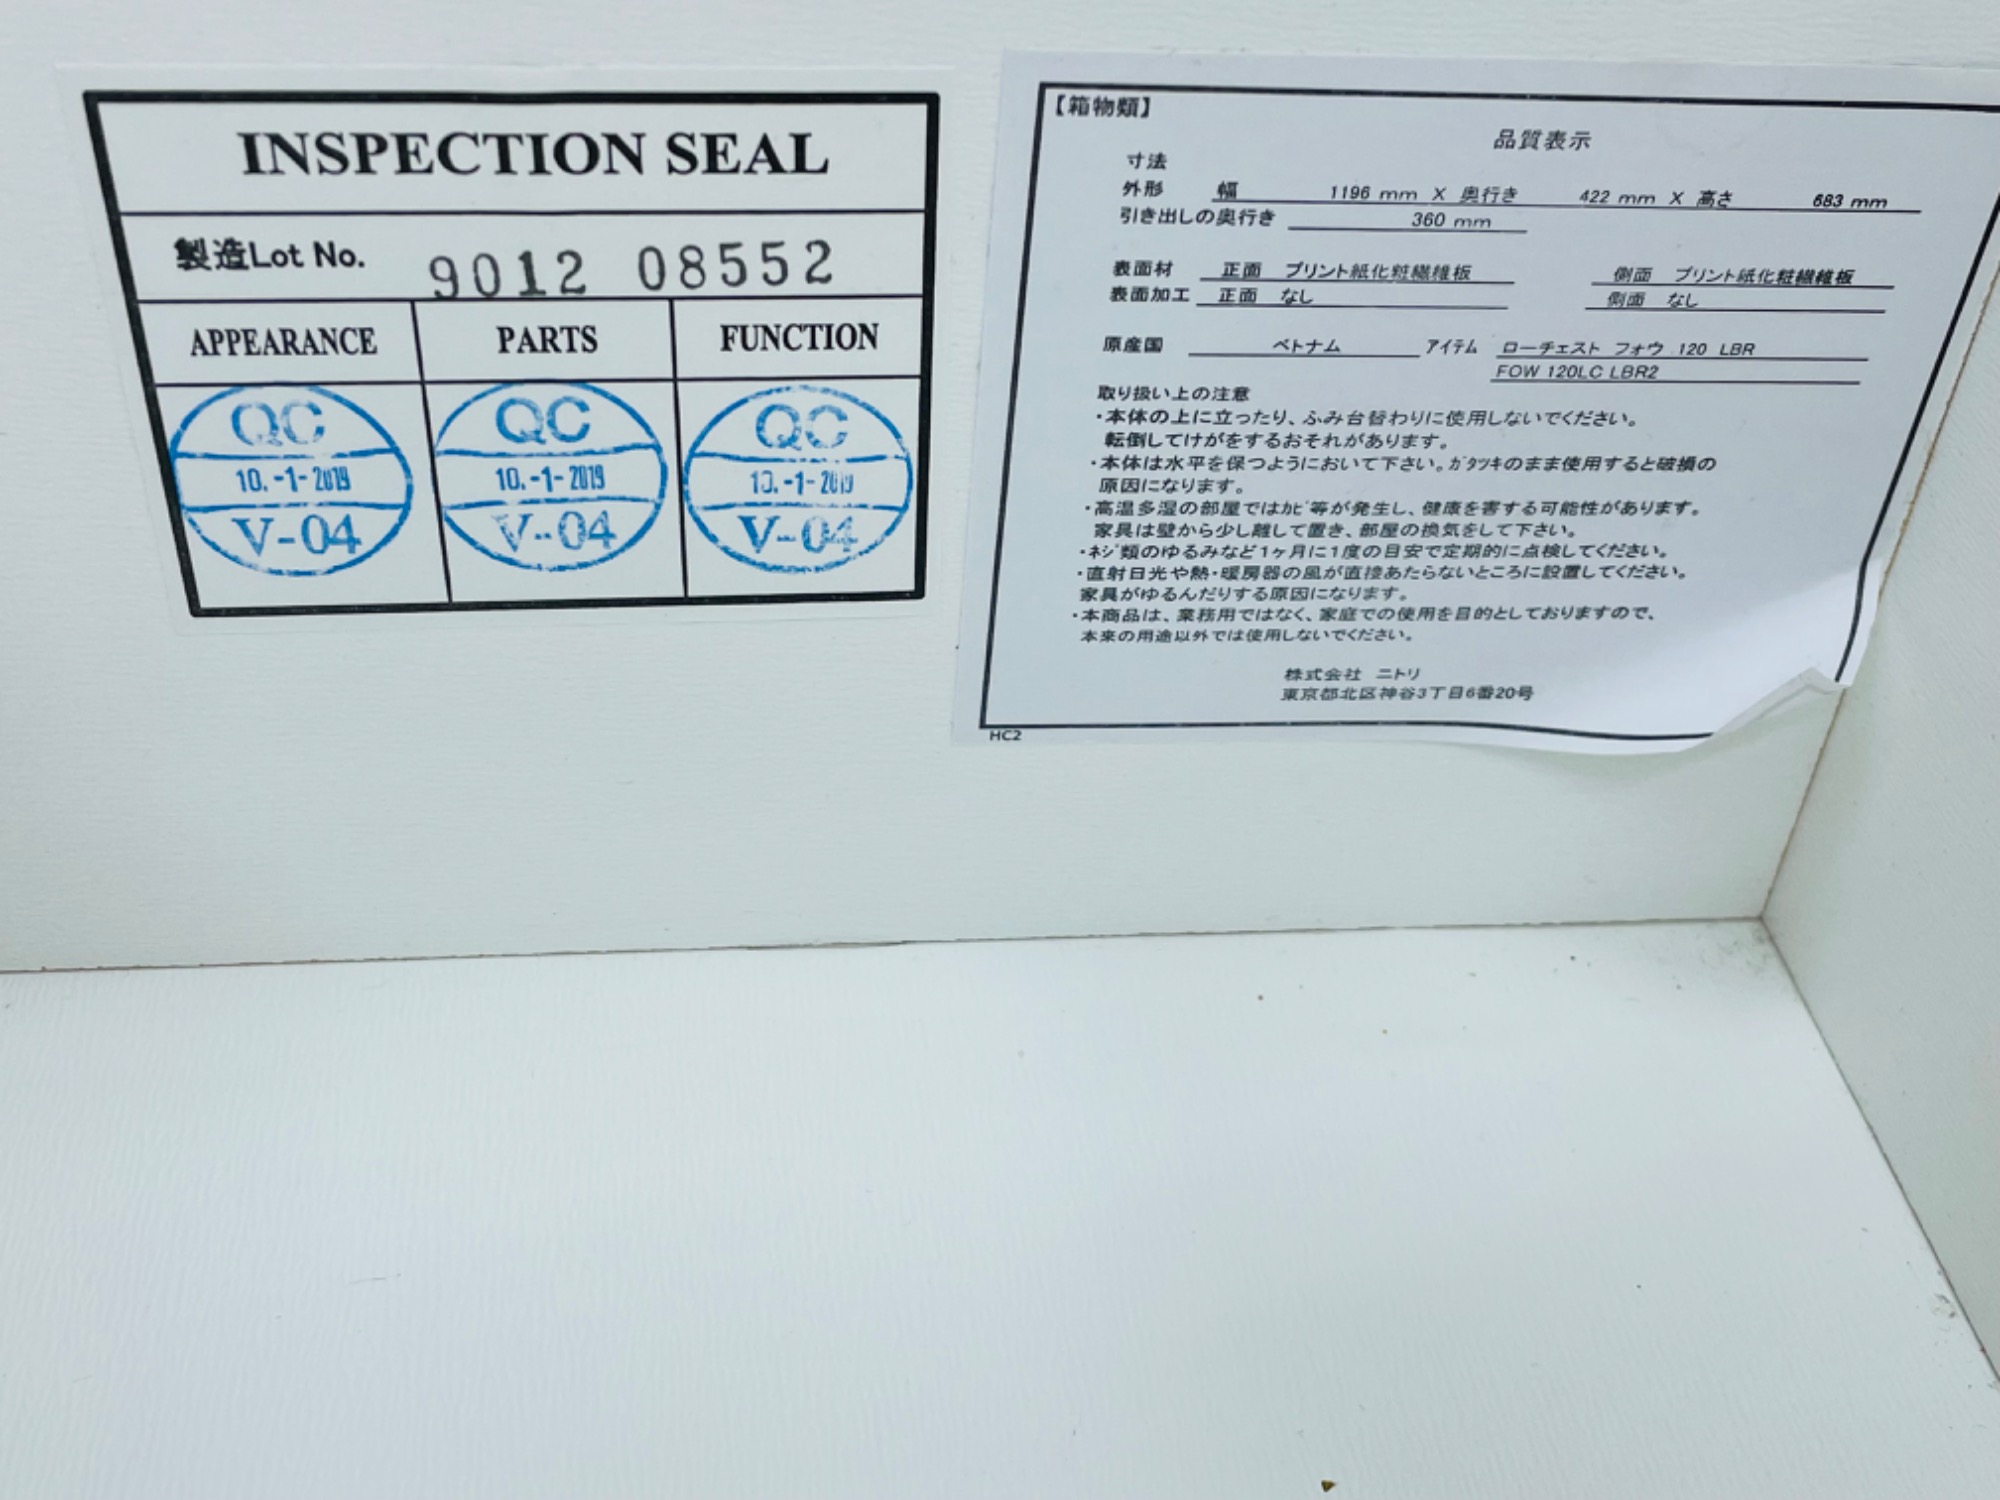 INSPECTION SEAL
製造Lot No. 9012 08552
APPEARANCE PARTS FUNCTION
QC QC QC
10.-1-2019 10.-1-2019 10.-1-2019
V-04 V-04 V-04
【箱物類】
品質表示
寸法
外形 幅 1196 mm X 奥行き 422 mm X 高さ 683 mm
引き出しの奥行き 360 mm
表面材 正面 プリント紙化粧繊維板 側面 プリント紙化粧繊維板
表面加工 正面 なし 側面 なし
原産国 ベトナム アイテム ローチェスト フォウ 120 LBR
FOW 120LC LBR2
取り扱い上の注意
・本体の上に立ったり、ふみ台替わりに使用しないでください。
転倒してけがをするおそれがあります。
・本体は水平を保つようにおいて下さい。ガタツキのまま使用すると破損の
原因になります。
・高温多湿の部屋ではカビ等が発生し、健康を害する可能性があります。
家具は壁から少し離して置き、部屋の換気をして下さい。
・ネジ類のゆるみなど1ヶ月に1度の目安で定期的に点検してください。
・直射日光や熱・暖房器の風が直接あたらないところに設置してください。
家具がゆるんだりする原因になります。
・本商品は、業務用ではなく、家庭での使用を目的としておりますので、
本来の用途以外では使用しないでください。
株式会社 ニトリ
東京都北区神谷3丁目6番20号
HC2